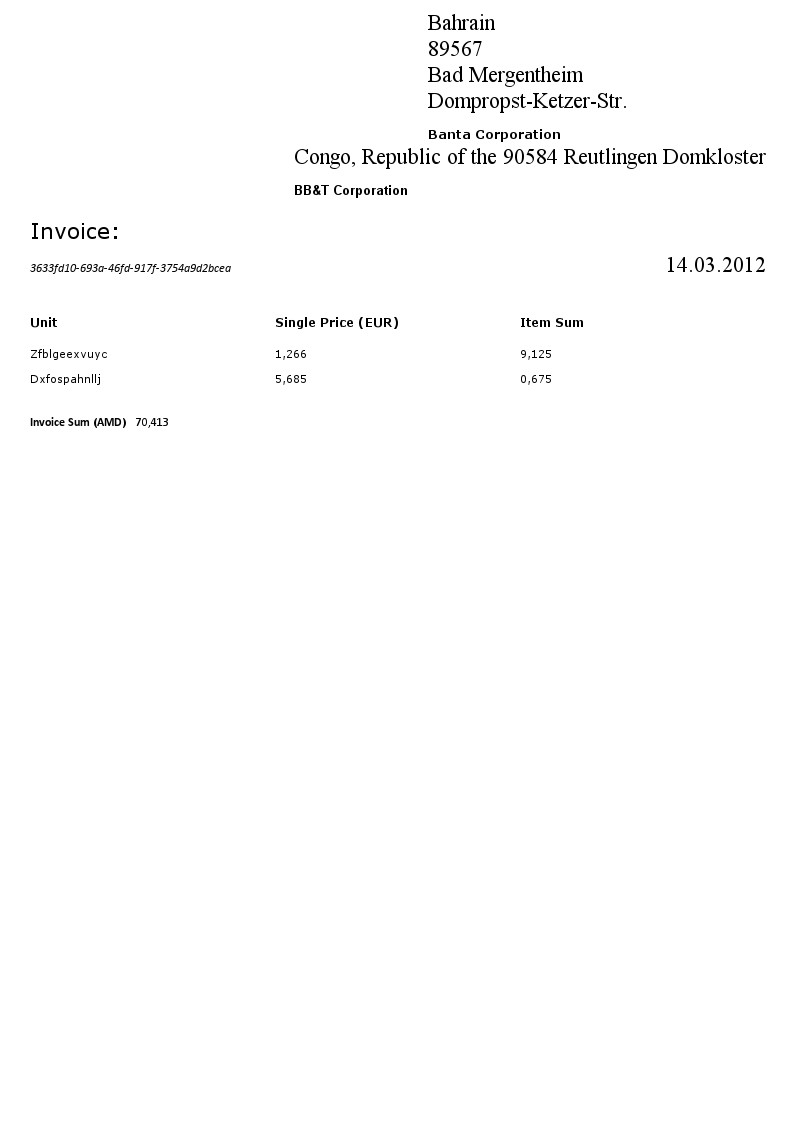 Bahrain
89567
Bad Mergentheim
Dompropst-Ketzer-Str.
Banta Corporation
Congo, Republic of the 90584 Reutlingen Domkloster
BB&T Corporation
Invoice:
3633fd10-693a-46fd-917f-3754a9d2bcea 14.03.2012
Unit Single Price (EUR) Item Sum
Zfblgeexvuyc 1,266 9,125
Dxfospahnllj 5,685 0,675
Invoice Sum (AMD) 70,413